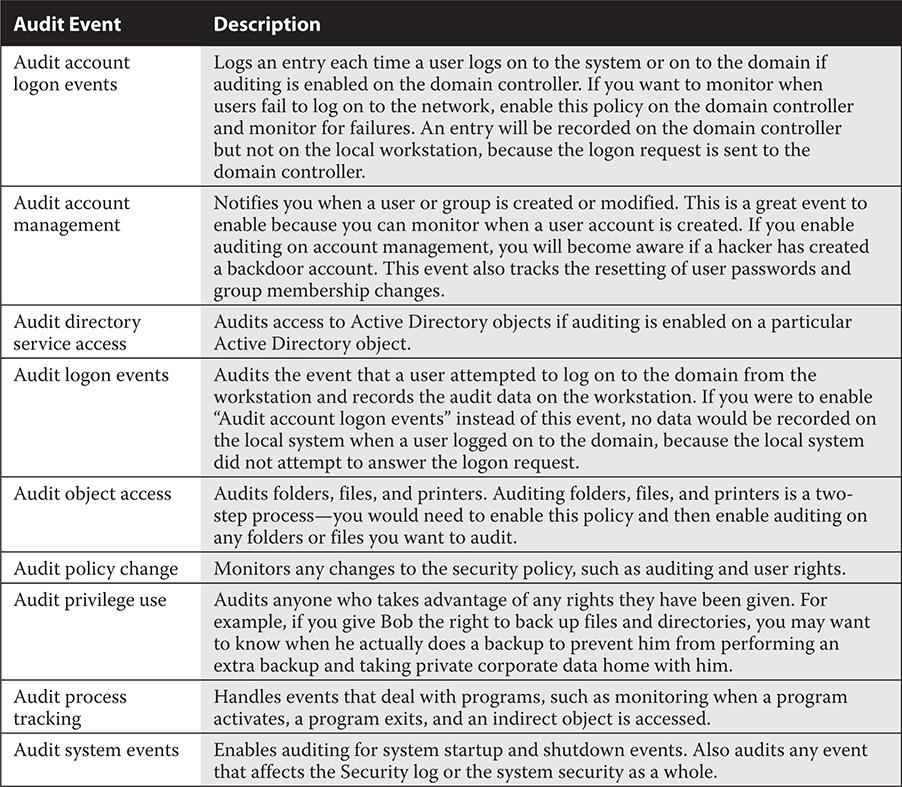 Audit Event Description
Audit account
logon events
Logs an entry each time a user logs on to the system or on to the domain if
auditing is enabled on the domain controller. If you want to monitor when
users fail to log on to the network, enable this policy on the domain controller
and monitor for failures. An entry will be recorded on the domain controller
but not on the local workstation, because the logon request is sent to the
domain controller.
Audit account
management
Notifies you when a user or group is created or modified. This is a great event to
enable because you can monitor when a user account is created. If you enable
auditing on account management, you will become aware if a hacker has created
a backdoor account. This event also tracks the resetting of user passwords and
group membership changes.
Audit directory
service access
Audits access to Active Directory objects if auditing is enabled on a particular
Active Directory object.
Audit logon events
Audits the event that a user attempted to log on to the domain from the
workstation and records the audit data on the workstation. If you were to enable
“Audit account logon events” instead of this event, no data would be recorded on
the local system when a user logged on to the domain, because the local system
did not attempt to answer the logon request.
Audit object access
Audits folders, files, and printers. Auditing folders, files, and printers is a two-
step process—you would need to enable this policy and then enable auditing on
any folders or files you want to audit.
Audit policy change
Monitors any changes to the security policy, such as auditing and user rights.
Audit privilege use
Audits anyone who takes advantage of any rights they have been given. For
example, if you give Bob the right to back up files and directories, you may want
to know when he actually does a backup to prevent him from performing an
extra backup and taking private corporate data home with him.
Audit process
tracking
Handles events that deal with programs, such as monitoring when a program
activates, a program exits, and an indirect object is accessed.
Audit system events
Enables auditing for system startup and shutdown events. Also audits any event
that affects the Security log or the system security as a whole.